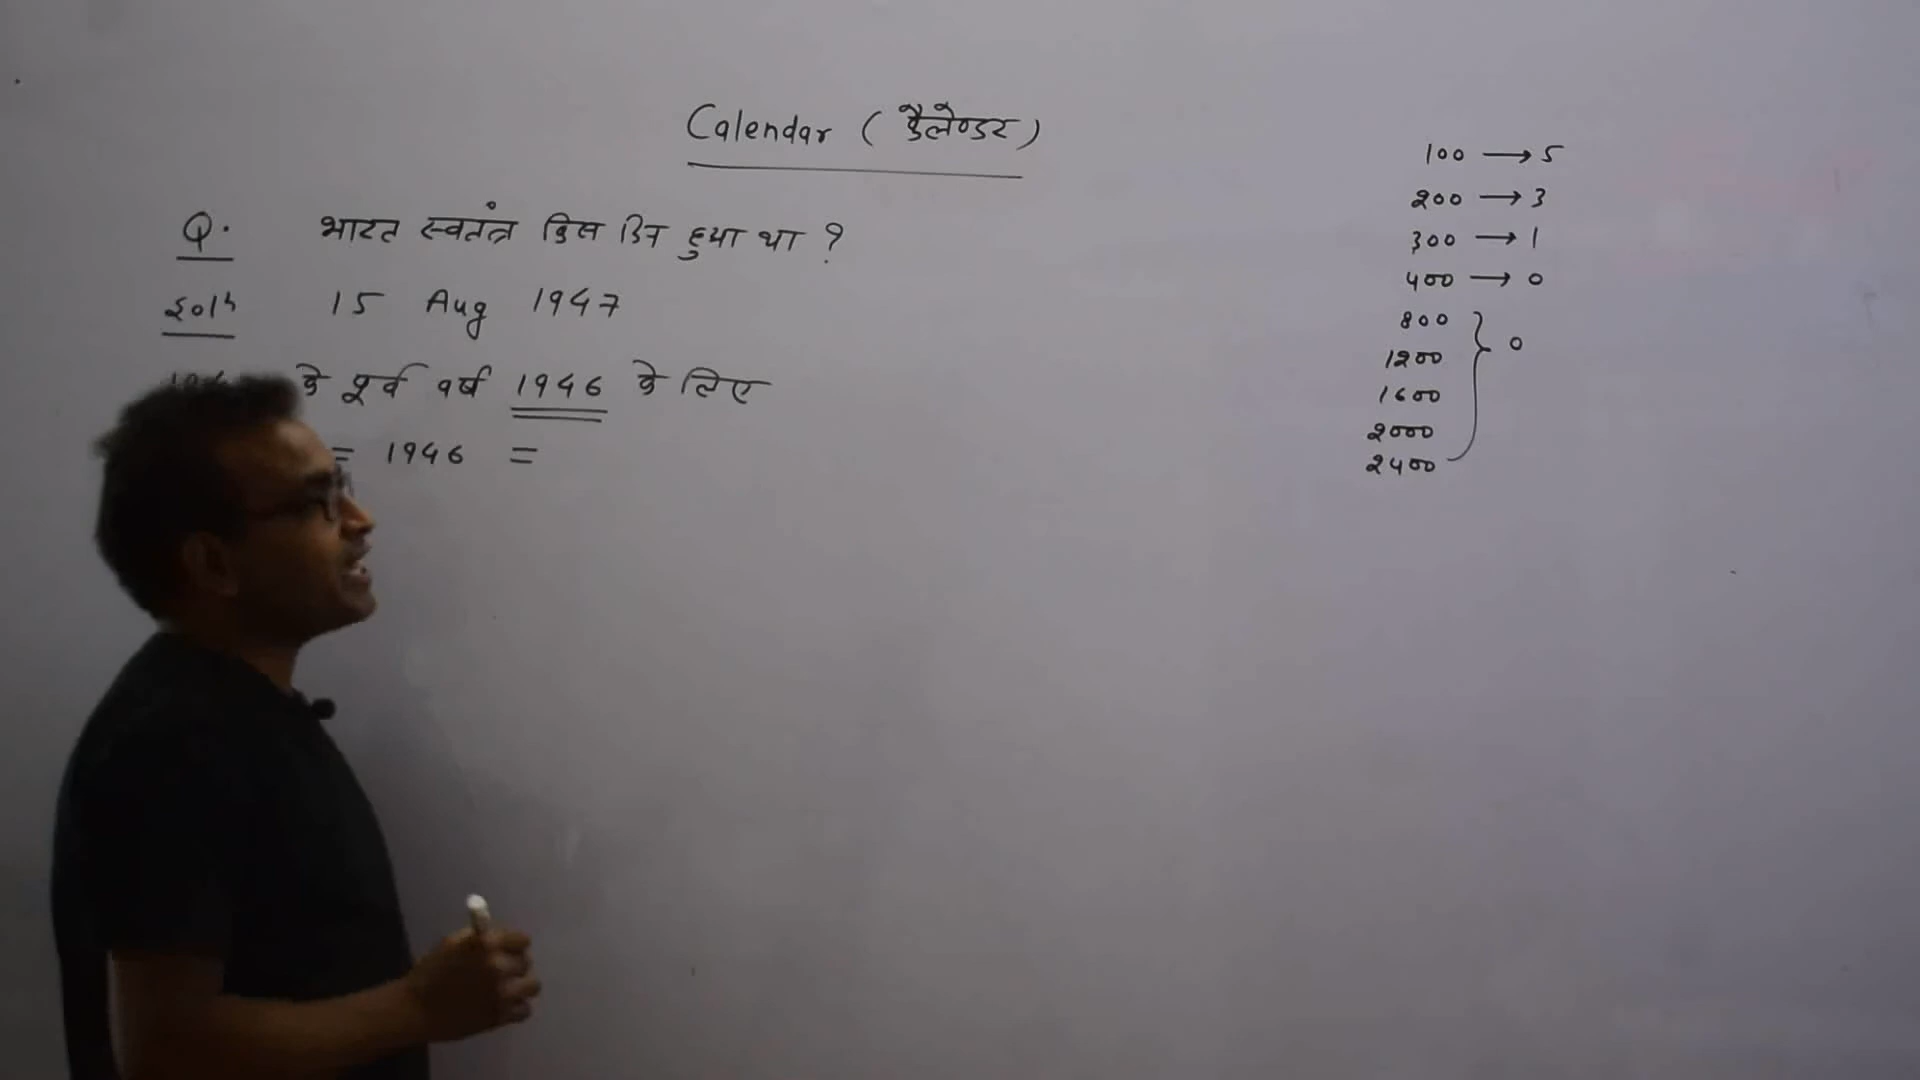 Calendar ( कैलेण्डर )
Q. भारत स्वतंत्र किस दिन हुआ था ?
Solⁿ 15 Aug 1947
के पूर्व वर्ष 1946 के लिए
= 1946 =
100 → 5
200 → 3
300 → 1
400 → 0
800
1200
1600
2000
2400
} 0